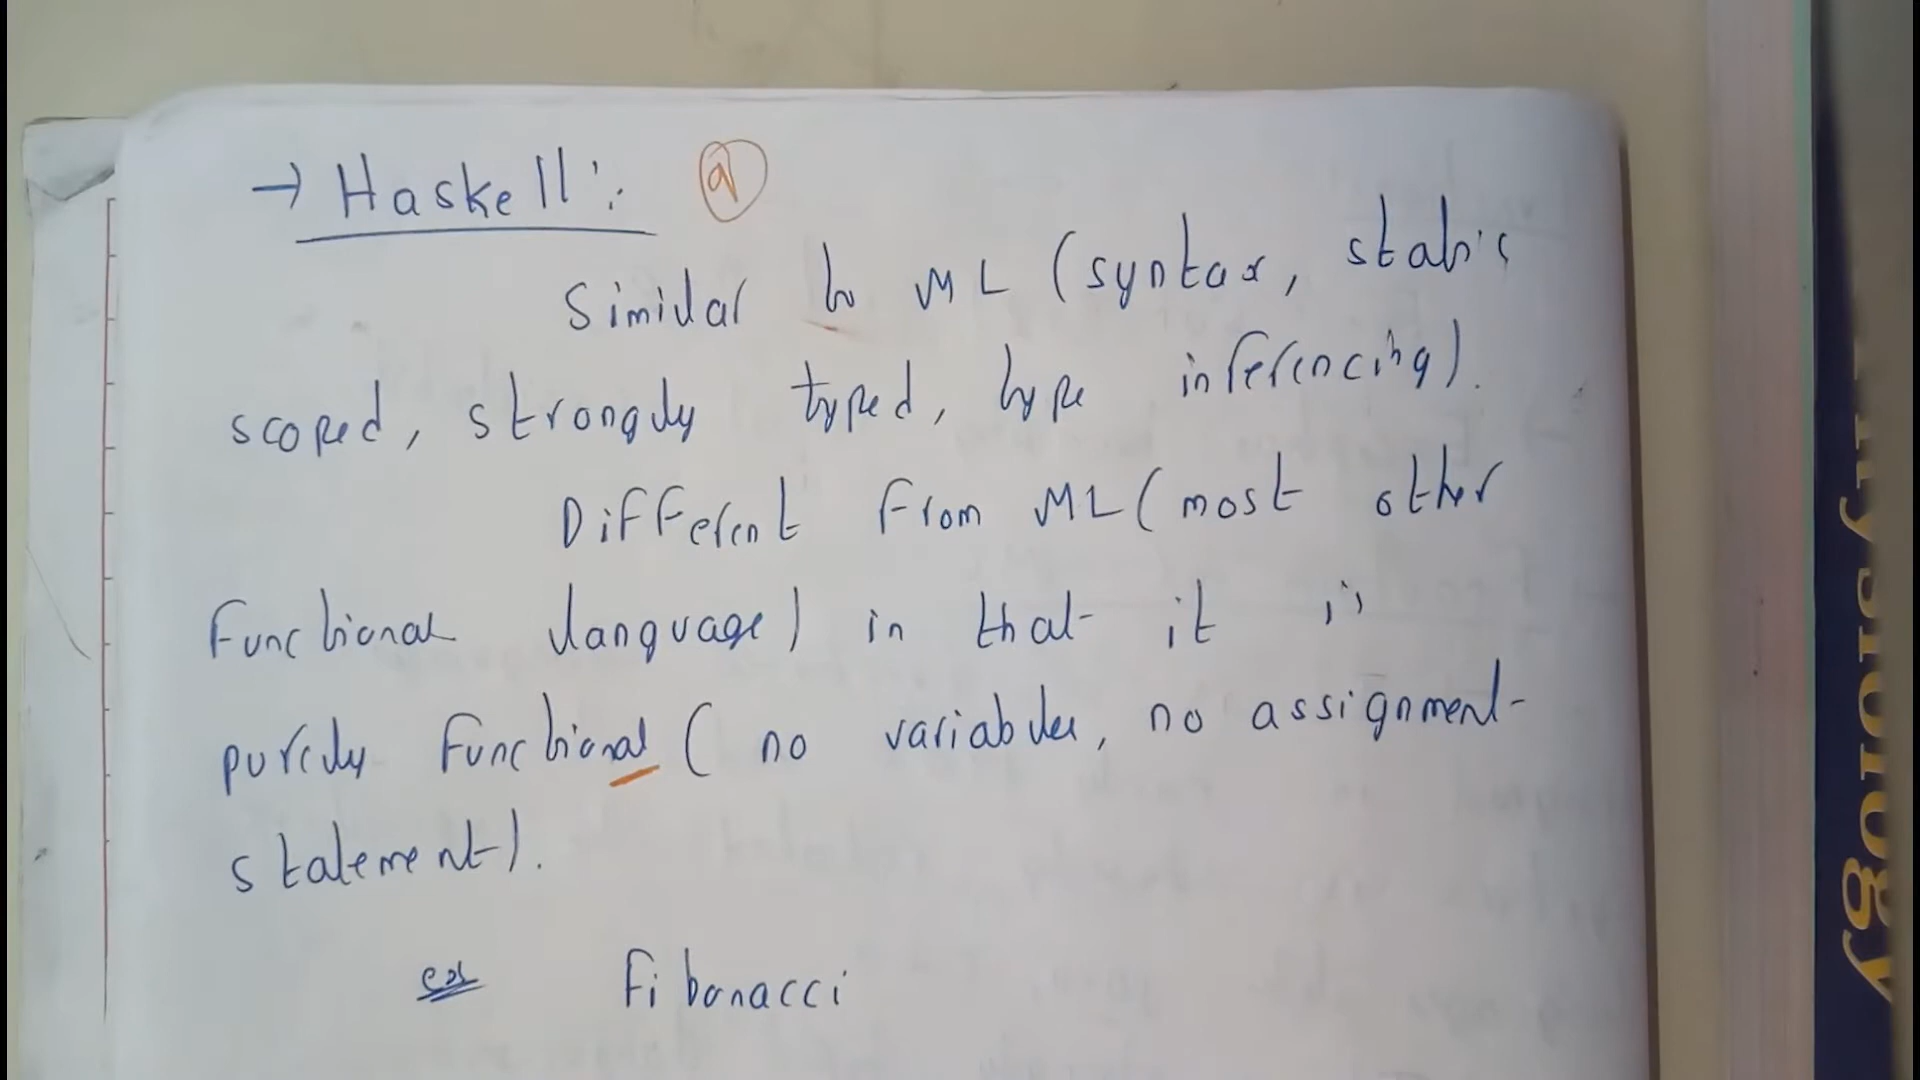 → Haskell: a
Similar to ML (syntax, static
scoped, strongly typed, type inferencing).
Different from ML (most other
functional language) in that it is
purely functional ( no variables, no assignment
statement).
ex Fibonacci
ology